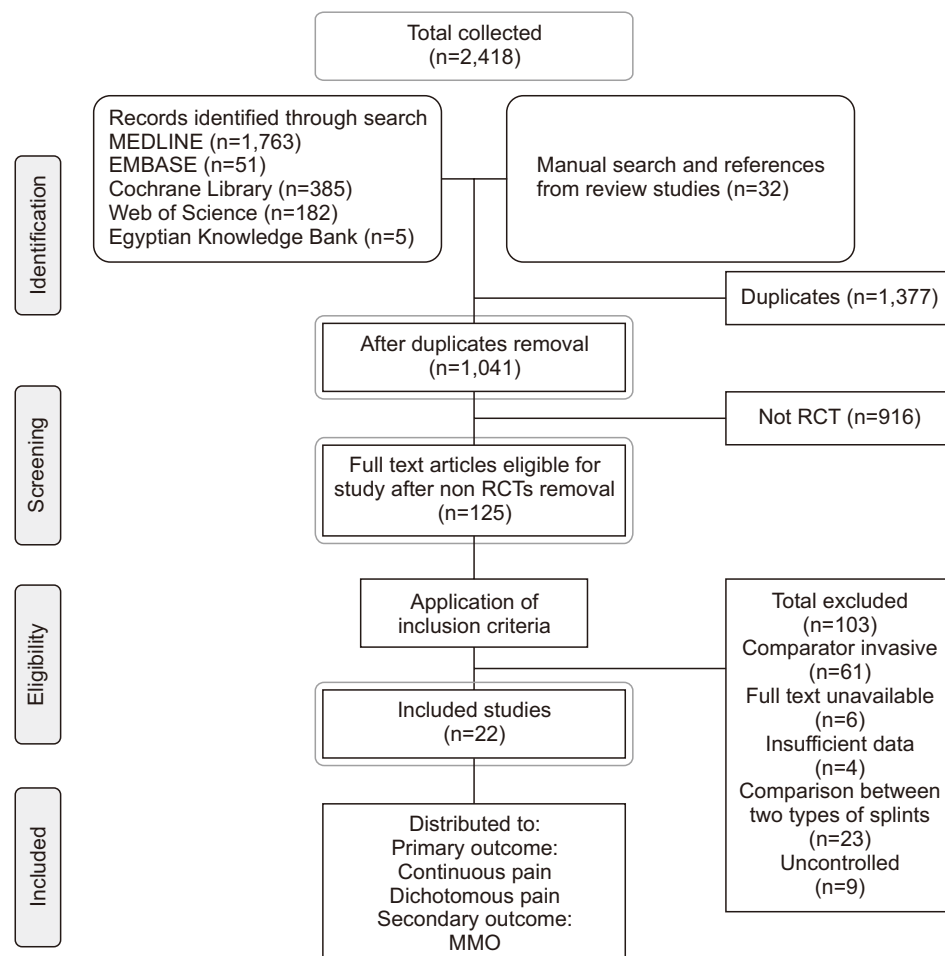 Total collected
(n=2,418)
Records identified through search
MEDLINE (n=1,763)
EMBASE (n=51)
Cochrane Library (n=385)
Web of Science (n=182)
Egyptian Knowledge Bank (n=5)
Manual search and references
from review studies (n=32)
Identification
Duplicates (n=1,377)
After duplicates removal
(n=1,041)
Screening
Not RCT (n=916)
Full text articles eligible for
study after non RCTs removal
(n=125)
Eligibility
Application of
inclusion criteria
Total excluded
(n=103)
Comparator invasive
(n=61)
Full text unavailable
(n=6)
Insufficient data
(n=4)
Comparison between
two types of splints
(n=23)
Uncontrolled
(n=9)
Included studies
(n=22)
Included
Distributed to:
Primary outcome:
Continuous pain
Dichotomous pain
Secondary outcome:
MMO